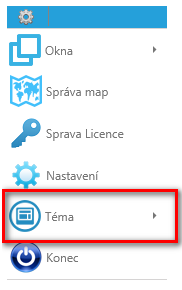 Okna
Správa map
Sprava Licence
Nastavení
Téma
Konec